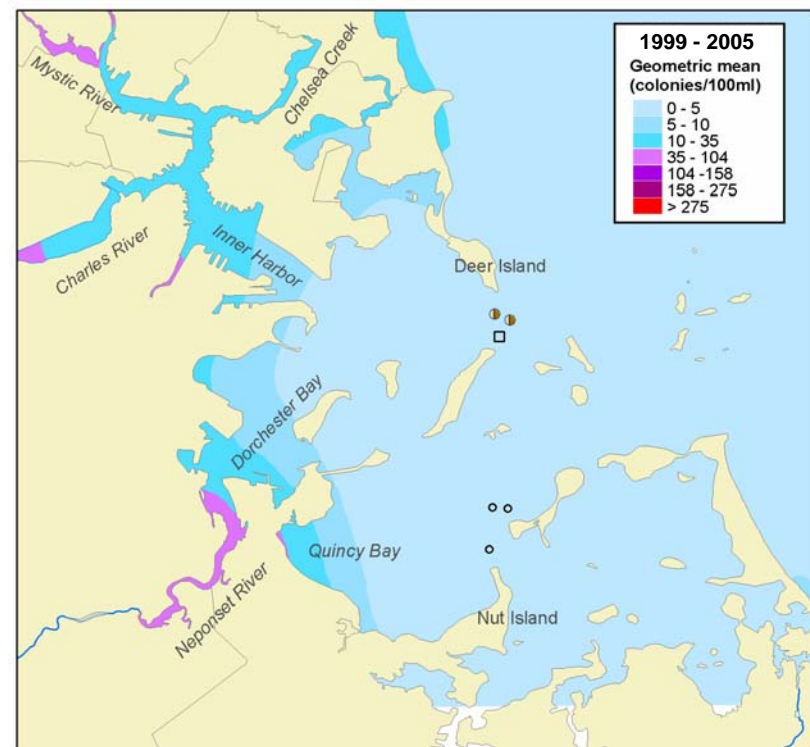 1999 - 2005
Geometric mean
(colonies/100ml)
0 - 5
5 - 10
10 - 35
35 - 104
104 -158
158 - 275
> 275
Mystic River
Chelsea Creek
Charles River
Inner Harbor
Deer Island
Dorchester Bay
Quincy Bay
Neponset River
Nut Island